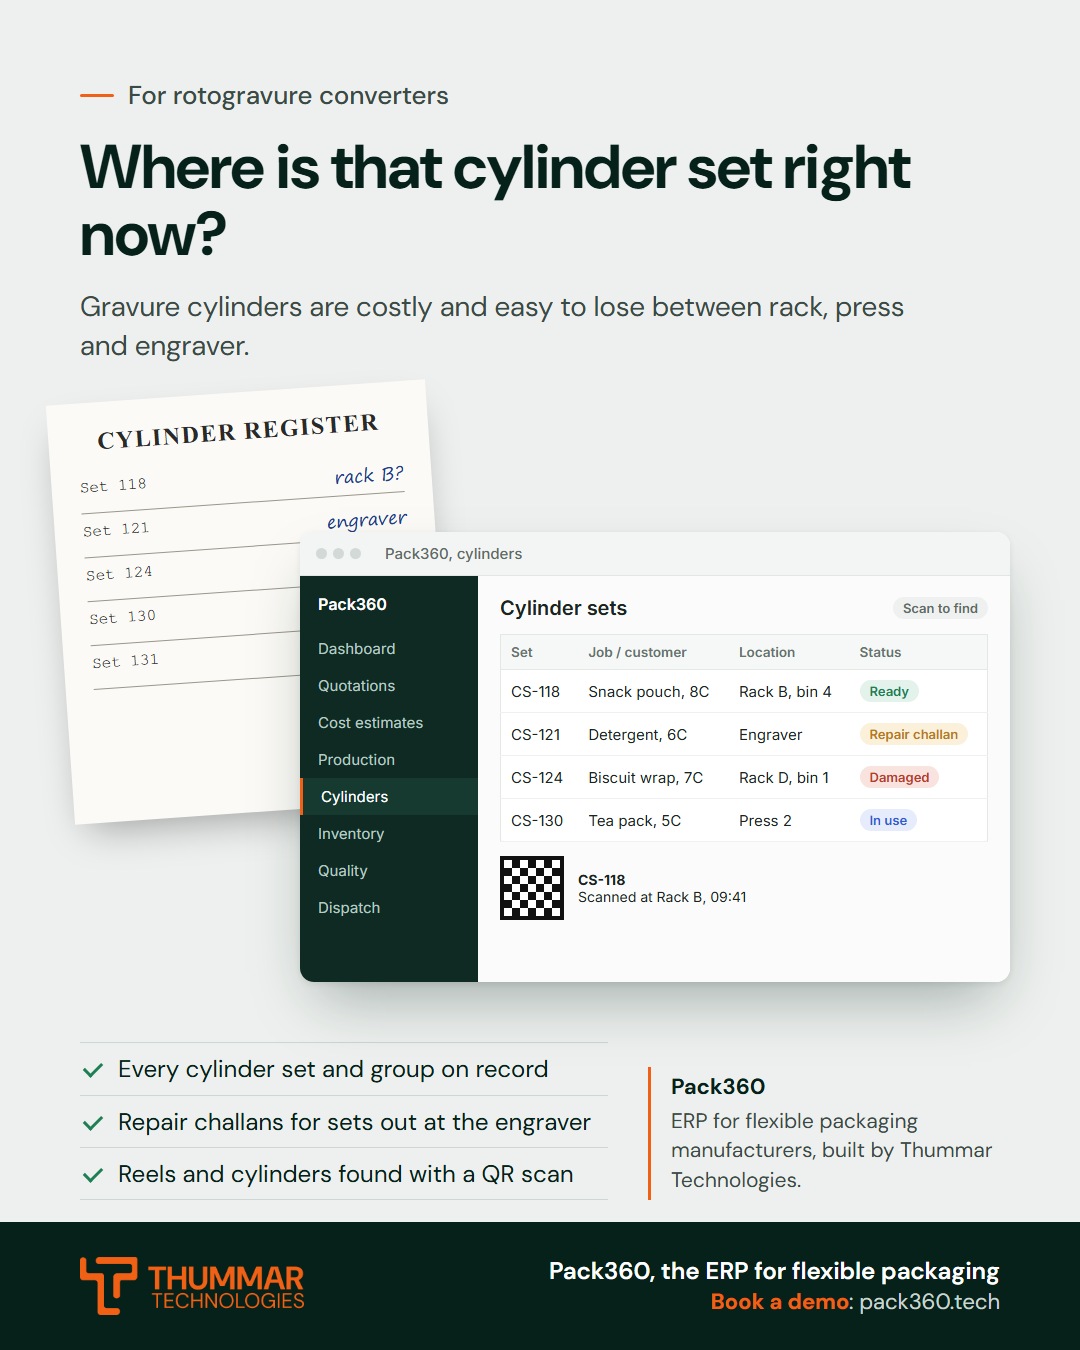 For rotogravure converters
Where is that cylinder set right
now?
Gravure cylinders are costly and easy to lose between rack, press
and engraver.
CYLINDER REGISTER
Set 118 rack B?
Set 121 engraver
Set 124
Set 130
Set 131
Pack360, cylinders
Pack360
Dashboard
Quotations
Cost estimates
Production
Cylinders
Inventory
Quality
Dispatch
Cylinder sets Scan to find
Set Job / customer Location Status
CS-118 Snack pouch, 8C Rack B, bin 4 Ready
CS-121 Detergent, 6C Engraver Repair challan
CS-124 Biscuit wrap, 7C Rack D, bin 1 Damaged
CS-130 Tea pack, 5C Press 2 In use
CS-118
Scanned at Rack B, 09:41
Every cylinder set and group on record
Repair challans for sets out at the engraver
Reels and cylinders found with a QR scan
Pack360
ERP for flexible packaging
manufacturers, built by Thummar
Technologies.
THUMMAR
TECHNOLOGIES
Pack360, the ERP for flexible packaging
Book a demo: pack360.tech